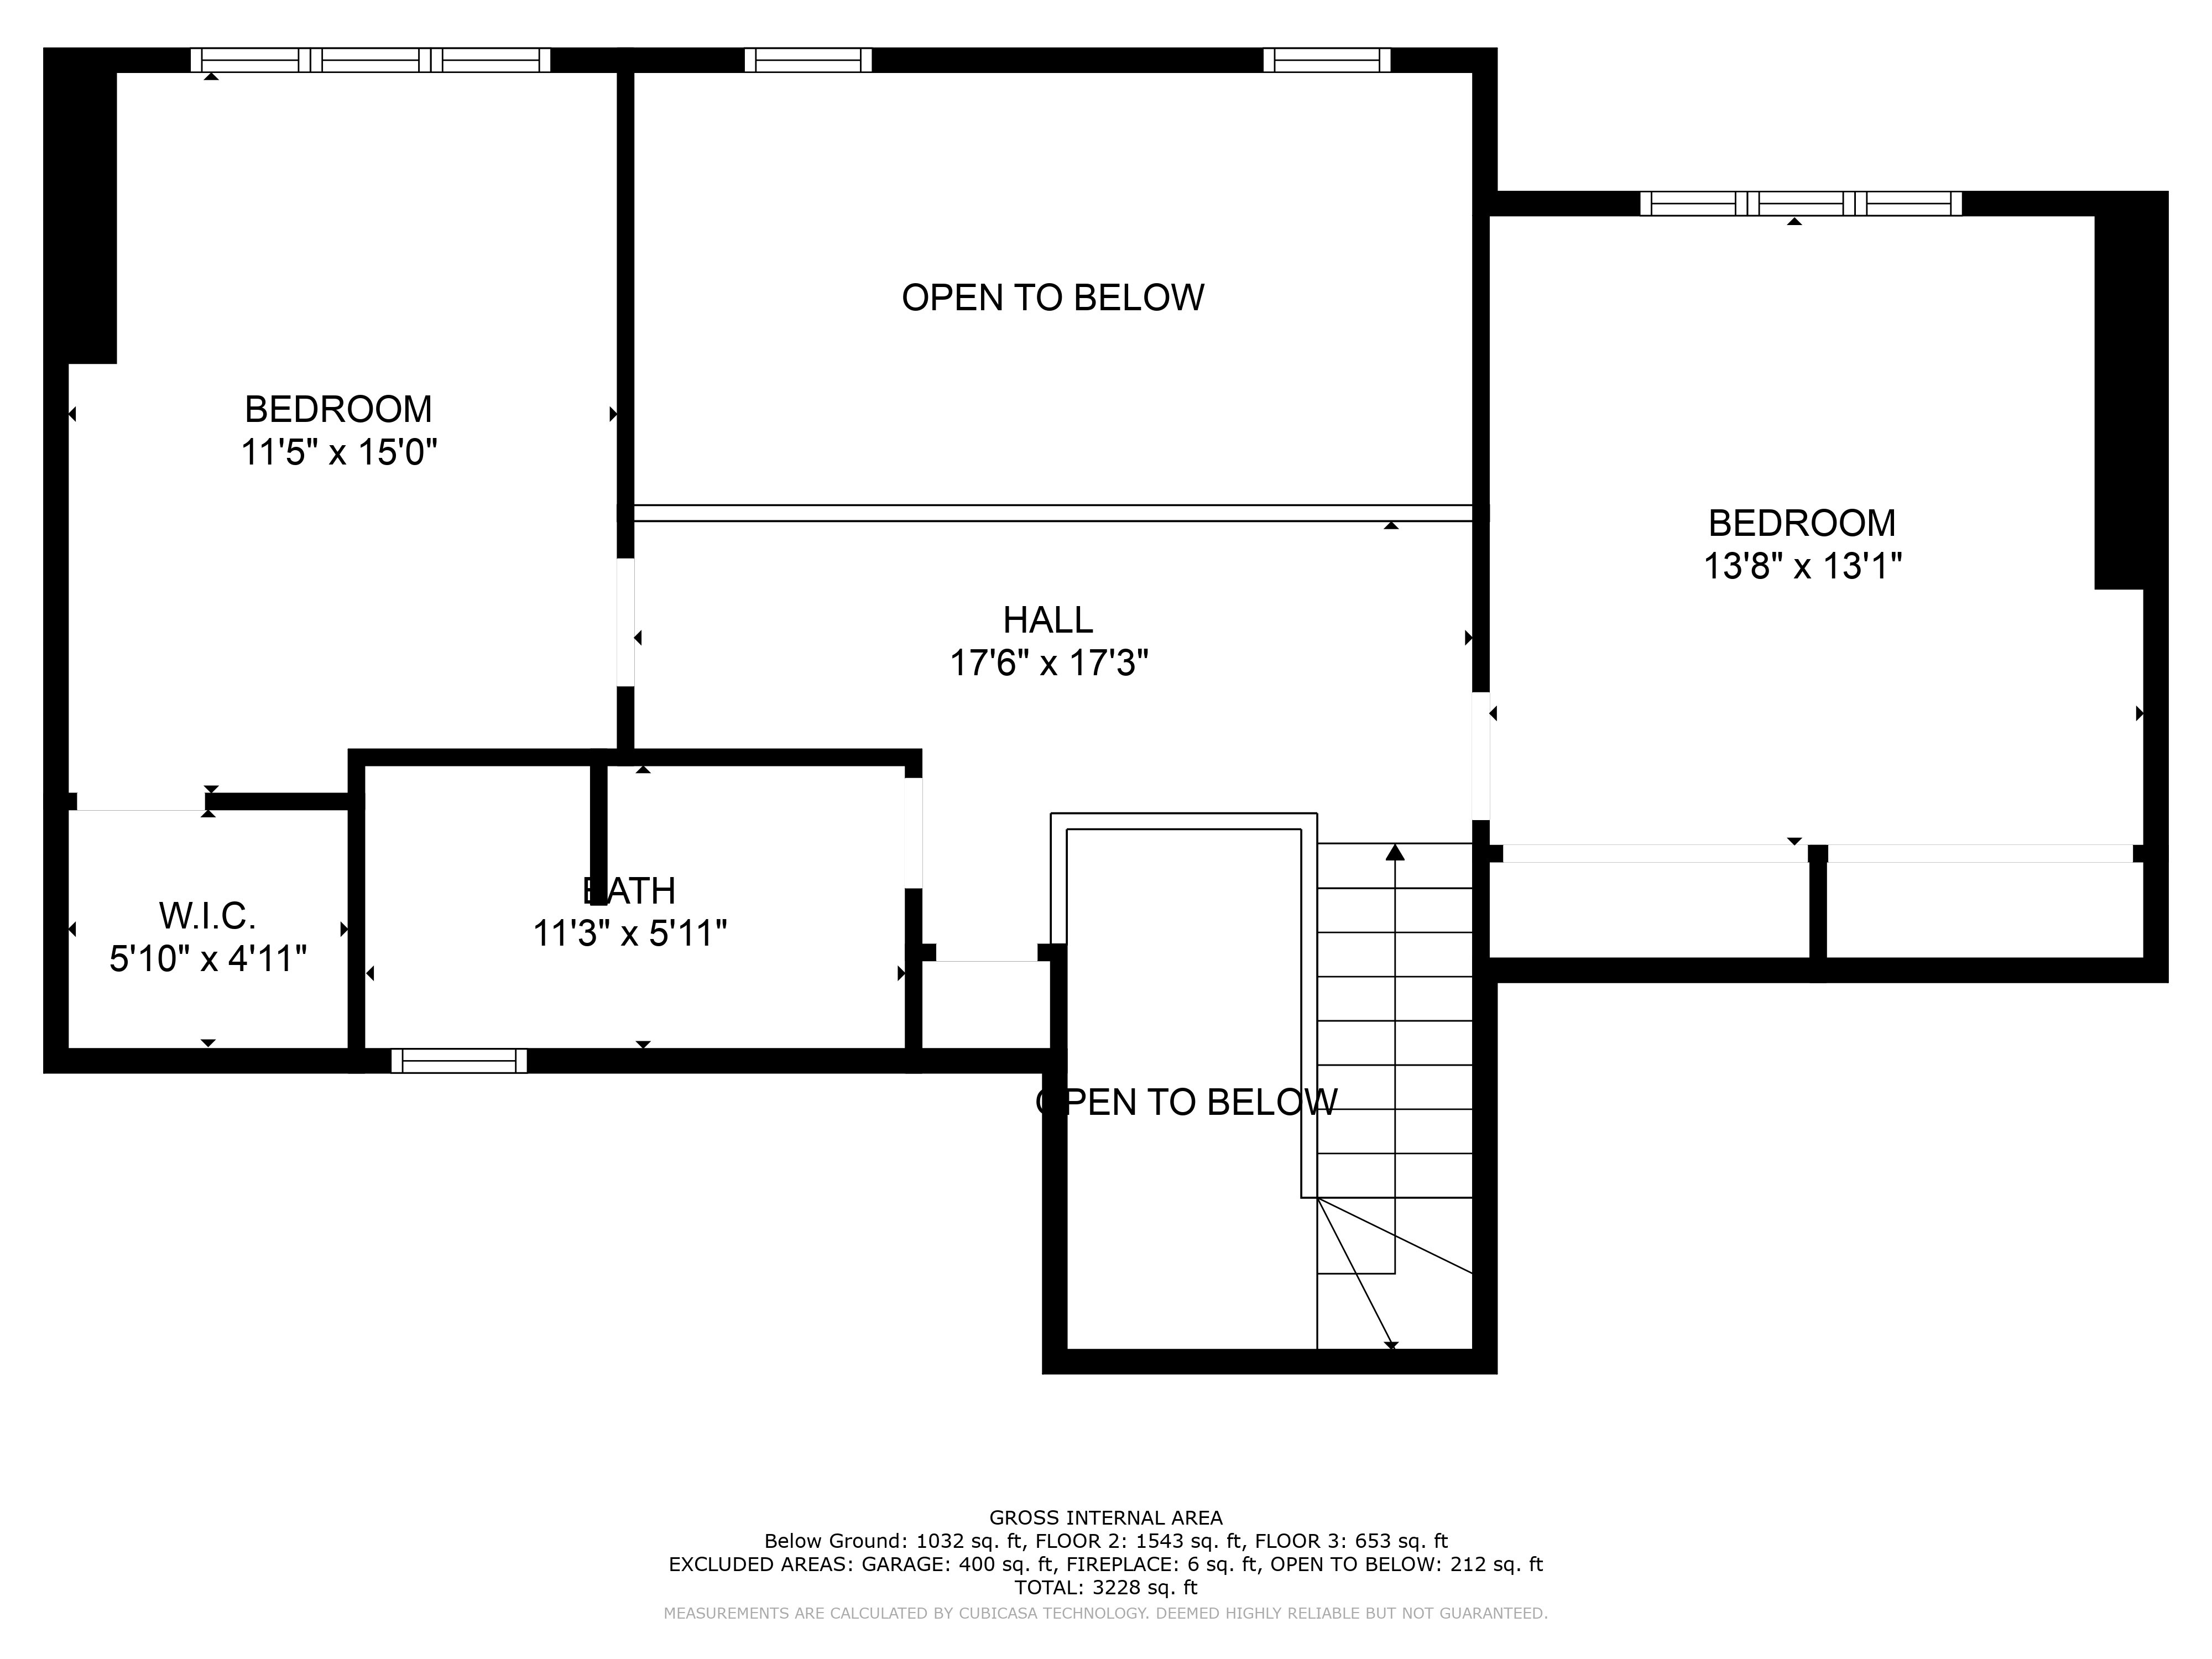 OPEN TO BELOW
BEDROOM
11'5" x 15'0"
BEDROOM
13'8" x 13'1"
HALL
17'6" x 17'3"
BATH
11'3" x 5'11"
W.I.C.
5'10" x 4'11"
OPEN TO BELOW
GROSS INTERNAL AREA
Below Ground: 1032 sq. ft, FLOOR 2: 1543 sq. ft, FLOOR 3: 653 sq. ft
EXCLUDED AREAS: GARAGE: 400 sq. ft, FIREPLACE: 6 sq. ft, OPEN TO BELOW: 212 sq. ft
TOTAL: 3228 sq. ft
MEASUREMENTS ARE CALCULATED BY CUBICASA TECHNOLOGY. DEEMED HIGHLY RELIABLE BUT NOT GUARANTEED.